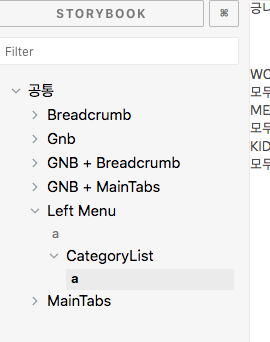 STORYBOOK
⌘
Filter
공통
Breadcrumb
Gnb
GNB + Breadcrumb
GNB + MainTabs
Left Menu
a
CategoryList
a
MainTabs
모두
ME
모두
KID
모두